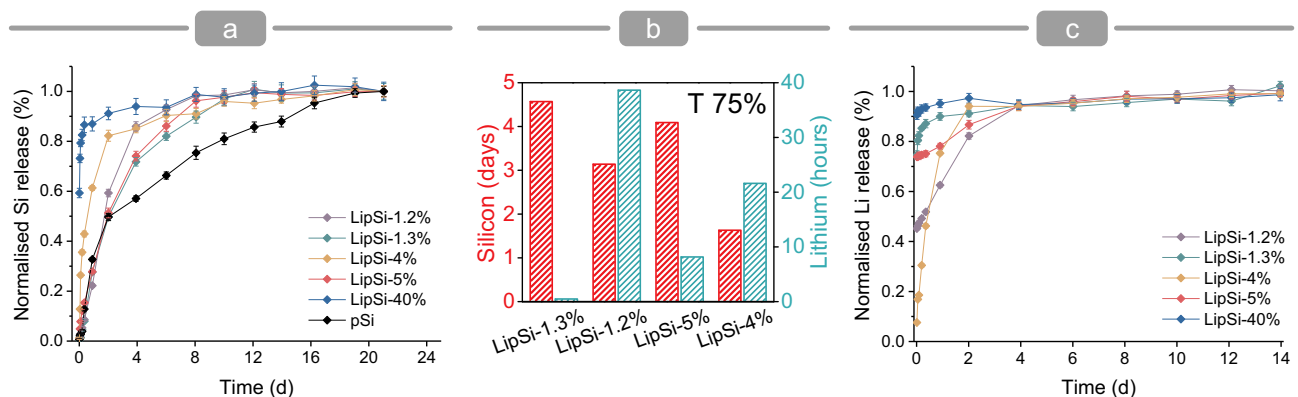 a
b
c
Normalised Si release (%)
1.0
0.8
0.6
0.4
0.2
0.0
LipSi-1.2%
LipSi-1.3%
LipSi-4%
LipSi-5%
LipSi-40%
pSi
0 4 8 12 16 20 24
Time (d)
T 75%
Silicon (days)
5
4
3
2
1
0
Lithium (hours)
40
30
20
10
0
LipSi-1.3%
LipSi-1.2%
LipSi-5%
LipSi-4%
Normalised Li release (%)
1.0
0.8
0.6
0.4
0.2
0.0
LipSi-1.2%
LipSi-1.3%
LipSi-4%
LipSi-5%
LipSi-40%
0 2 4 6 8 10 12 14
Time (d)